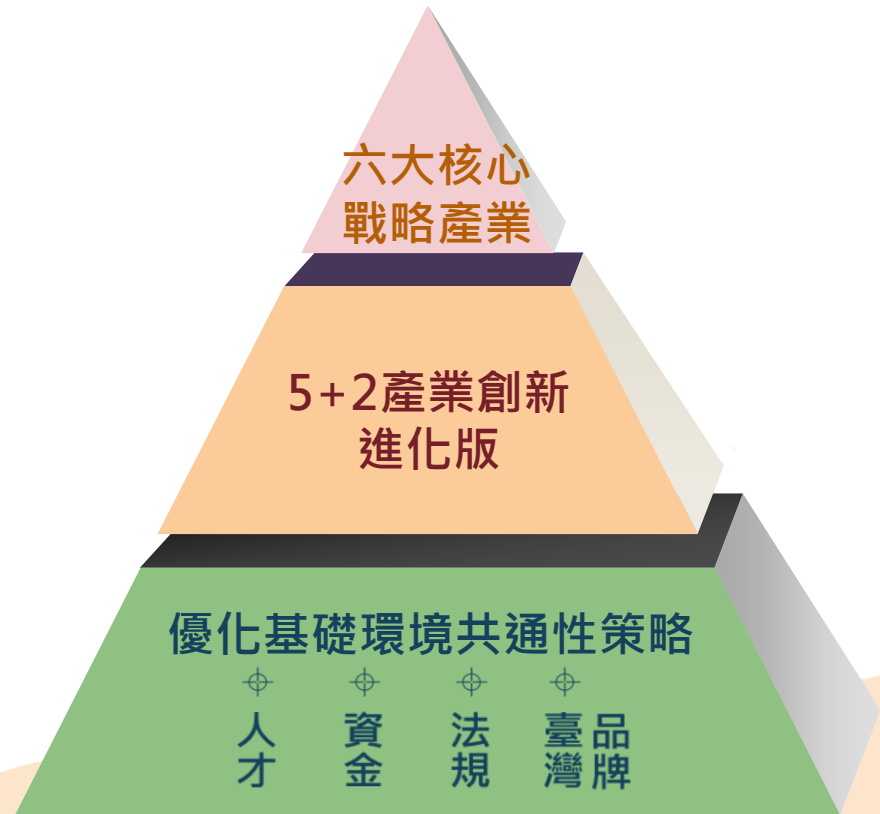 六大核心
戰略產業
5+2產業創新
進化版
優化基礎環境共通性策略
人才
資金
法規
臺灣品牌